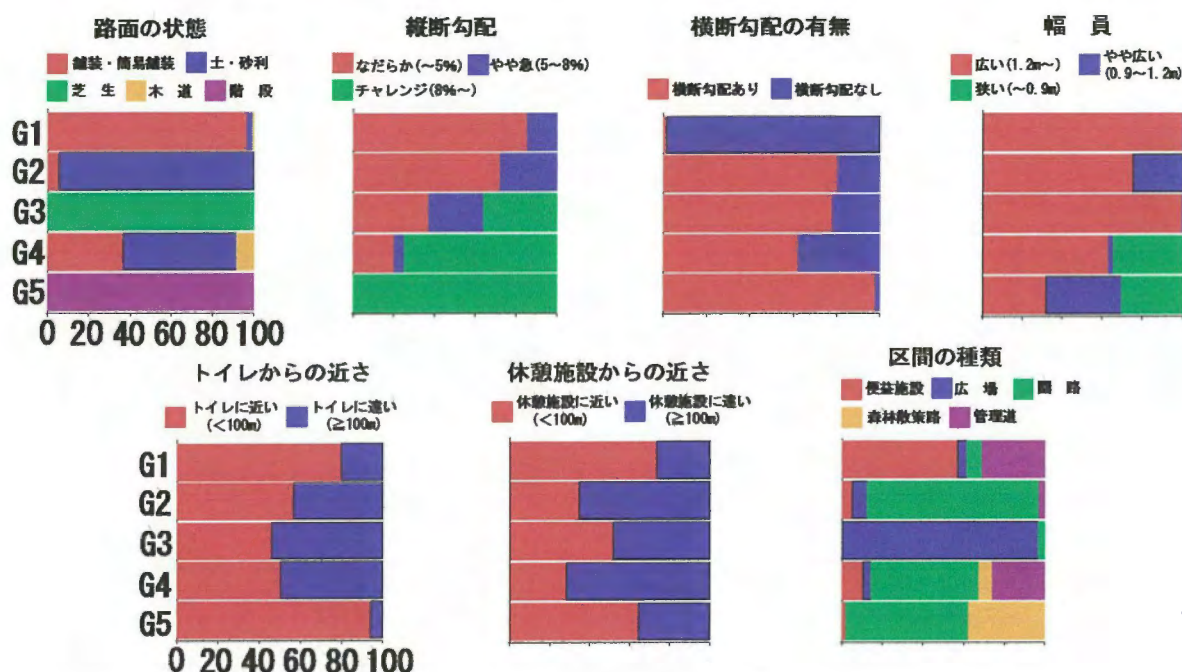 路面の状態
舗装・簡易舗装 土・砂利
芝生 木道 階段
縦断勾配
なだらか(～5%) やや急(5～8%)
チャレンジ(8%～)
横断勾配の有無
横断勾配あり 横断勾配なし
幅員
広い(1.2m～) やや広い
(0.9～1.2m)
狭い(～0.9m)
G1
G2
G3
G4
G5
0 20 40 60 80 100
トイレからの近さ
トイレに近い トイレに遠い
(<100m) (≧100m)
休憩施設からの近さ
休憩施設に近い 休憩施設に遠い
(<100m) (≧100m)
区間の種類
便益施設 広場 園路
森林散策路 管理道
G1
G2
G3
G4
G5
0 20 40 60 80 100